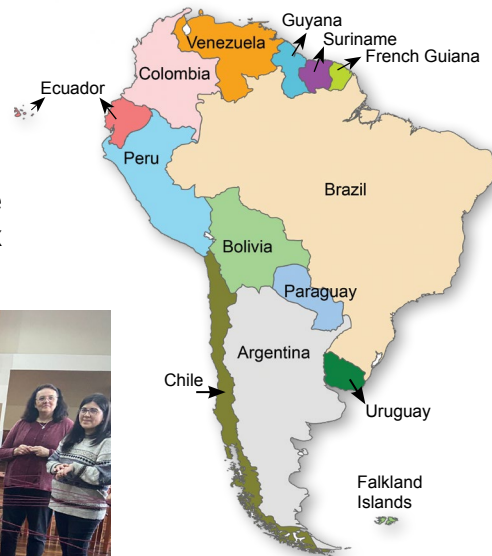 Guyana
Suriname
Venezuela
French Guiana
Colombia
Ecuador
Peru
Brazil
Bolivia
Paraguay
Argentina
Chile
Uruguay
Falkland
Islands